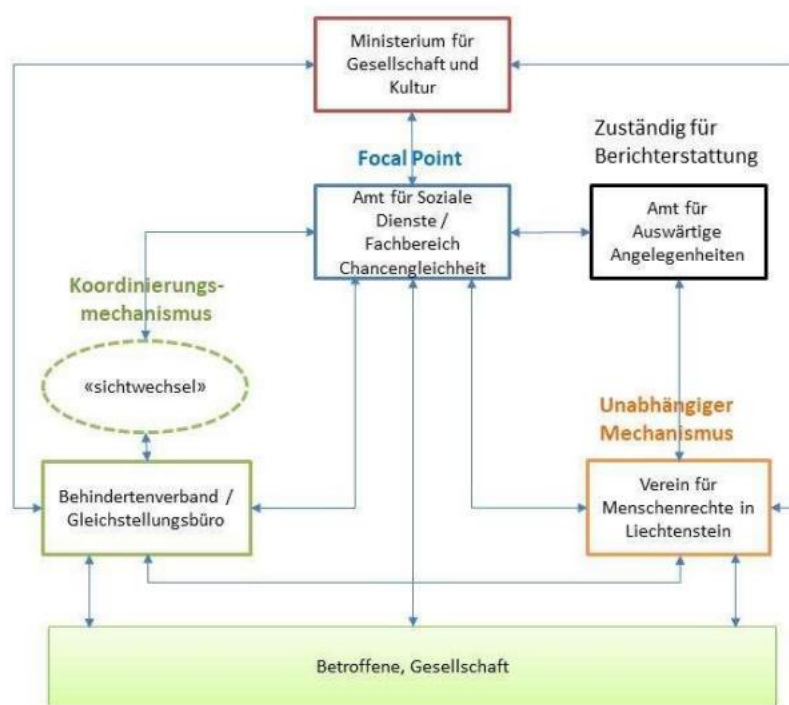 Ministerium für
Gesellschaft und
Kultur
Focal Point
Zuständig für
Berichterstattung
Amt für Soziale
Dienste /
Fachbereich
Chancengleichheit
Amt für
Auswärtige
Angelegenheiten
Koordinierungs-
mechanismus
«sichtwechsel»
Unabhängiger
Mechanismus
Behindertenverband /
Gleichstellungsbüro
Verein für
Menschenrechte in
Liechtenstein
Betroffene, Gesellschaft